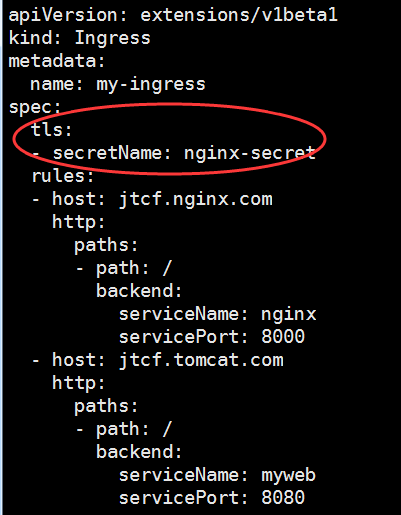 apiVersion: extensions/v1beta1
kind: Ingress
metadata:
  name: my-ingress
spec:
  tls:
  - secretName: nginx-secret
  rules:
  - host: jtcf.nginx.com
    http:
      paths:
      - path: /
        backend:
          serviceName: nginx
          servicePort: 8000
  - host: jtcf.tomcat.com
    http:
      paths:
      - path: /
        backend:
          serviceName: myweb
          servicePort: 8080